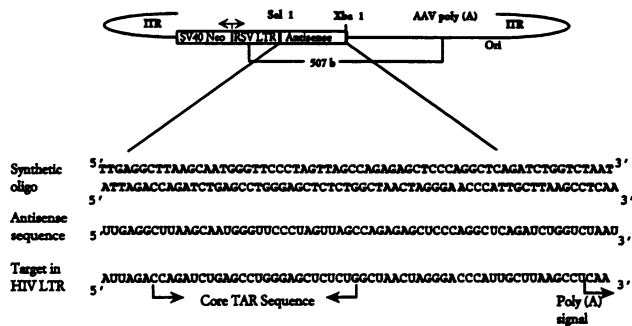 Sal 1 Xba 1 AAV poly (A)
ITR ITR
SV40 Neo RSV LTR Antisense
Ori
507 b
Synthetic oligo
5' TTGAGGCTTAAGCAATGGGTTCCCTAGTTAGCCAGAGAGCTCCCAGGCTCAGATCTGGTCTAAT 3'
ATTAGACCAGATCTGAGCCTGGGAGCTCTCTGGCTAACTAGGGAACCCATTGCTTAAGCCTCAA
5'
Antisense sequence
5' UUGAGGCUUAAGCAAUGGGUUCCCUAGUUAGCCAGAGAGCUCCCAGGCUCAGAUCUGGUCUAAU 3'
Target in HIV LTR
5' AUUAGACCAGAUCUGAGCCUGGGAGCUCUCUGGCUAACUAGGGACCCAUUGCUUAAGCCUCAA 3'
Core TAR Sequence
Poly (A) signal